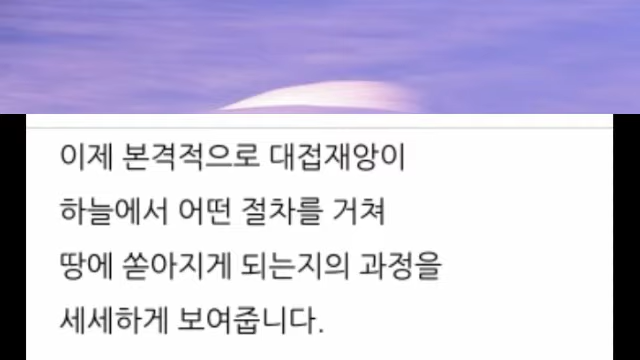 이제 본격적으로 대접재앙이
하늘에서 어떤 절차를 거쳐
땅에 쏟아지게 되는지의 과정을
세세하게 보여줍니다.